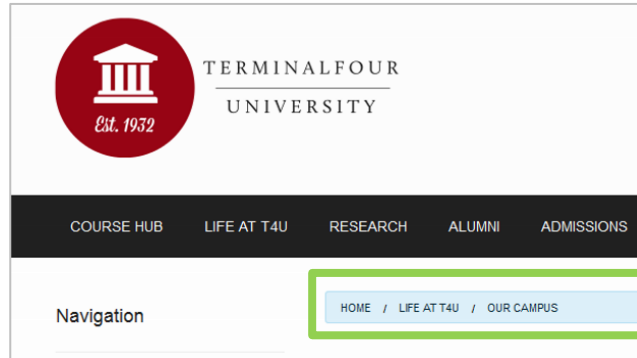 TERMINALFOUR
UNIVERSITY
Est. 1932
COURSE HUB LIFE AT T4U RESEARCH ALUMNI ADMISSIONS
Navigation
HOME / LIFE AT T4U / OUR CAMPUS